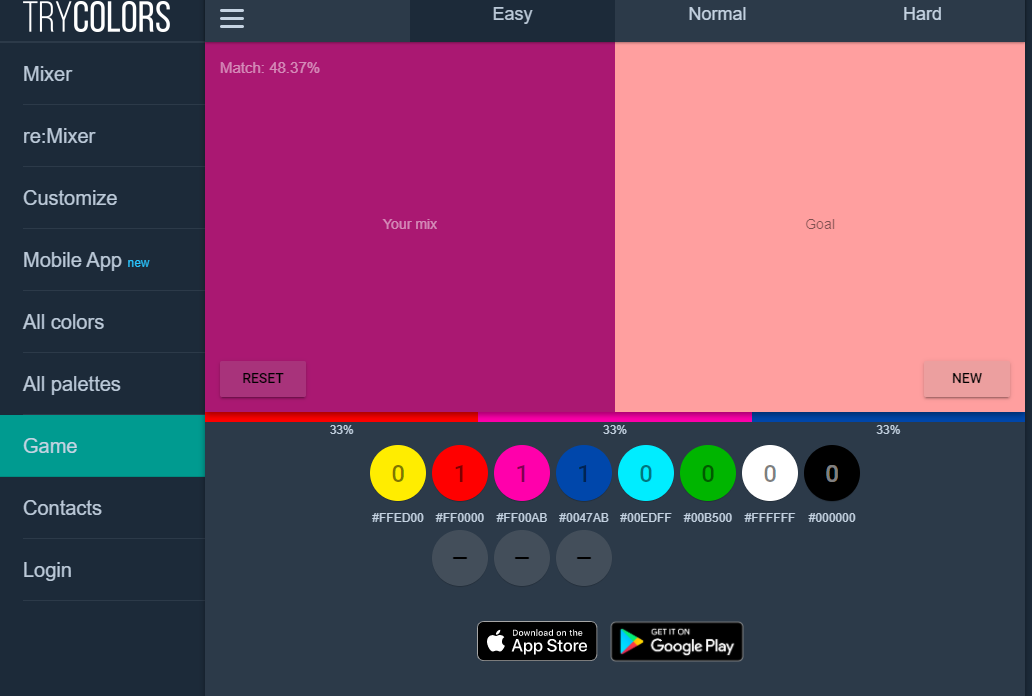 TRYCOLORS
Easy
Normal
Hard
Mixer
re:Mixer
Customize
Mobile App new
All colors
All palettes
Game
Contacts
Login
Match: 48.37%
Your mix
Goal
RESET
NEW
33%
33%
33%
0
1
1
1
0
0
0
0
#FFED00
#FF0000
#FF00AB
#0047AB
#00EDFF
#00B500
#FFFFFF
#000000
Download on the
App Store
GET IT ON
Google Play